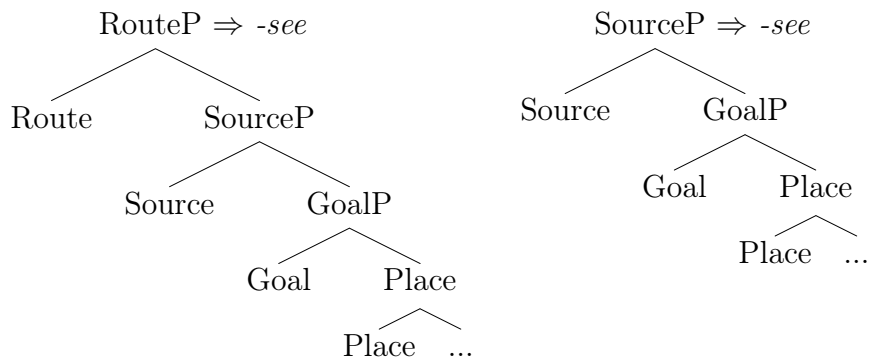 RouteP ⇒ -see
SourceP ⇒ -see
Route SourceP
Source GoalP
Source GoalP
Goal Place
Goal Place
Place ...
Place ...